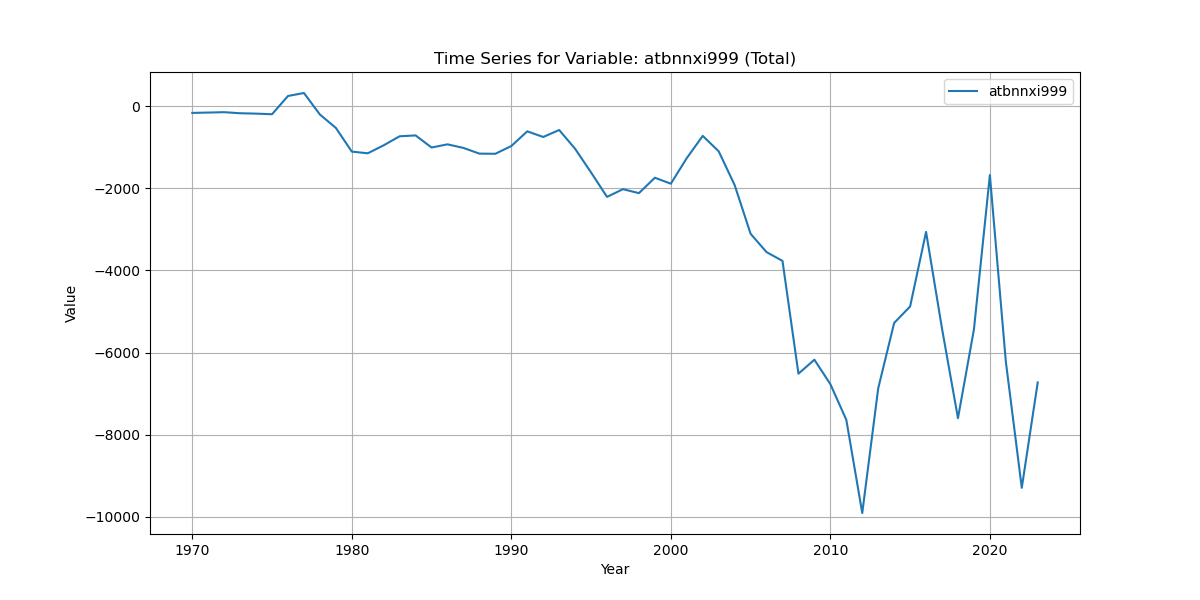 Time Series for Variable: atbnnxi999 (Total)
atbnnxi999
0
−2000
−4000
−6000
−8000
−10000
Value
1970 1980 1990 2000 2010 2020
Year